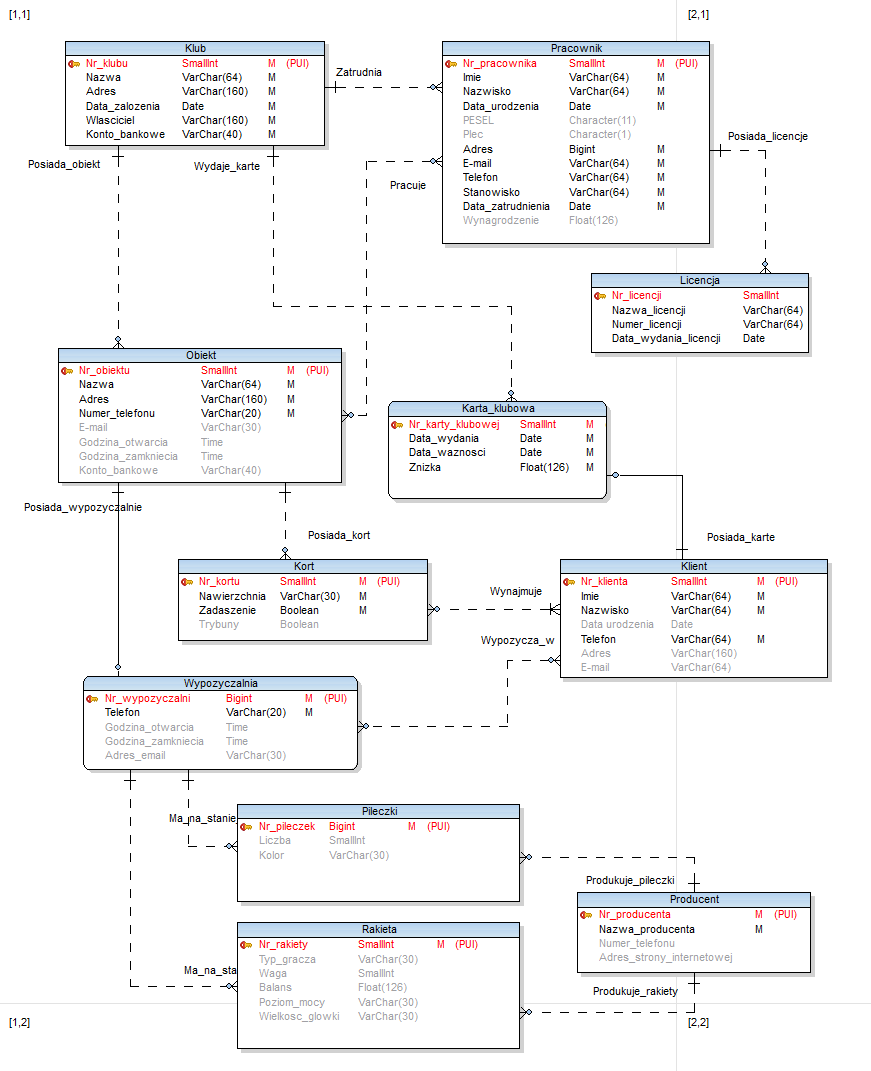 [1,1]
[2,1]
Klub
Nr_klubu SmallInt M (PUI)
Nazwa VarChar(64) M
Adres VarChar(160) M
Data_zalozenia Date M
Wlasciciel VarChar(160) M
Konto_bankowe VarChar(40) M
Zatrudnia
Pracownik
Nr_pracownika SmallInt M (PUI)
Imie VarChar(64) M
Nazwisko VarChar(64) M
Data_urodzenia Date M
PESEL Character(11)
Plec Character(1)
Adres Bigint M
E-mail VarChar(64) M
Telefon VarChar(64) M
Stanowisko VarChar(64) M
Data_zatrudnienia Date M
Wynagrodzenie Float(126)
Posiada_licencje
Posiada_obiekt
Wydaje_karte
Pracuje
Licencja
Nr_licencji SmallInt
Nazwa_licencji VarChar(64)
Numer_licencji VarChar(64)
Data_wydania_licencji Date
Obiekt
Nr_obiektu SmallInt M (PUI)
Nazwa VarChar(64) M
Adres VarChar(160) M
Numer_telefonu VarChar(20) M
E-mail VarChar(30)
Godzina_otwarcia Time
Godzina_zamkniecia Time
Konto_bankowe VarChar(40)
Karta_klubowa
Nr_karty_klubowej SmallInt M
Data_wydania Date M
Data_waznosci Date M
Znizka Float(126) M
Posiada_wypozyczalnie
Posiada_kort
Posiada_karte
Kort
Nr_kortu SmallInt M (PUI)
Nawierzchnia VarChar(30) M
Zadaszenie Boolean M
Trybuny Boolean
Wynajmuje
Wypozycza_w
Klient
Nr_klienta SmallInt M (PUI)
Imie VarChar(64) M
Nazwisko VarChar(64) M
Data urodzenia Date
Telefon VarChar(64) M
Adres VarChar(160)
E-mail VarChar(64)
Wypozyczalnia
Nr_wypozyczalni Bigint M (PUI)
Telefon VarChar(20) M
Godzina_otwarcia Time
Godzina_zamkniecia Time
Adres_email VarChar(30)
Ma_na_stanie
Pileczki
Nr_pileczek Bigint M (PUI)
Liczba SmallInt
Kolor VarChar(30)
Produkuje_pileczki
Producent
Nr_producenta M (PUI)
Nazwa_producenta M
Numer_telefonu
Adres_strony_internetowej
Rakieta
Nr_rakiety SmallInt M (PUI)
Typ_gracza VarChar(30)
Waga SmallInt
Balans Float(126)
Poziom_mocy VarChar(30)
Wielkosc_glowki VarChar(30)
Ma_na_sta
Produkuje_rakiety
[1,2]
[2,2]